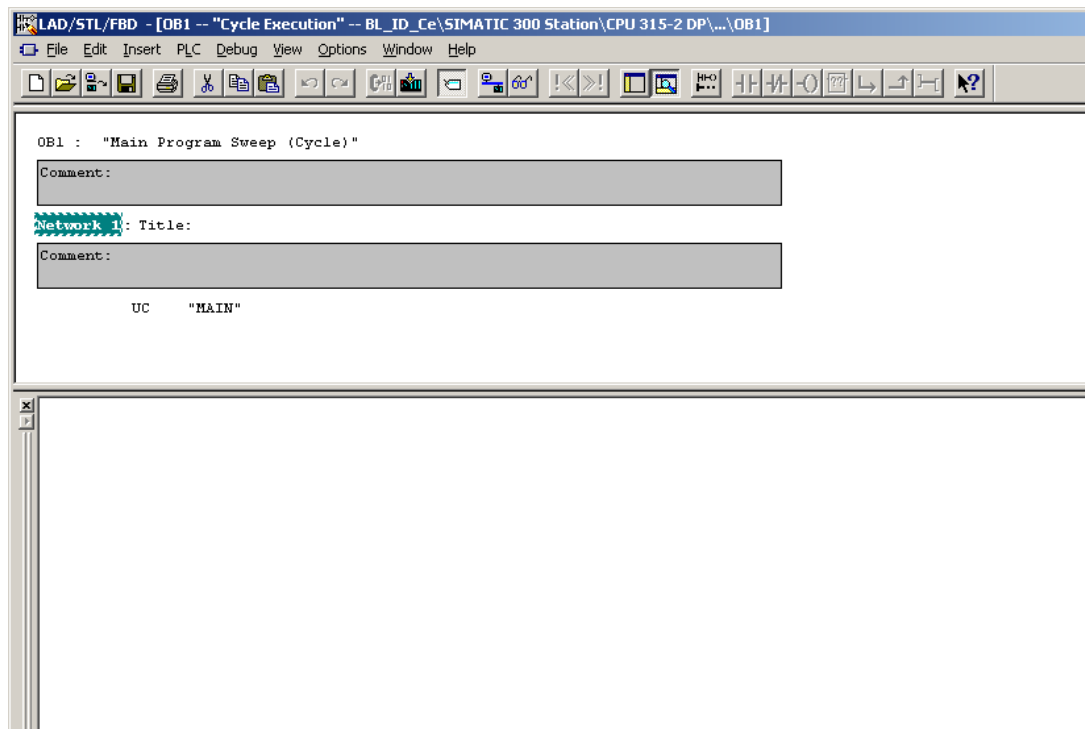 LAD/STL/FBD - [OB1 -- "Cycle Execution" -- BL_ID_Ce\SIMATIC 300 Station\CPU 315-2 DP\...\OB1]
File Edit Insert PLC Debug View Options Window Help
OB1 : "Main Program Sweep (Cycle)"
Comment:
Network 1: Title:
Comment:
UC "MAIN"